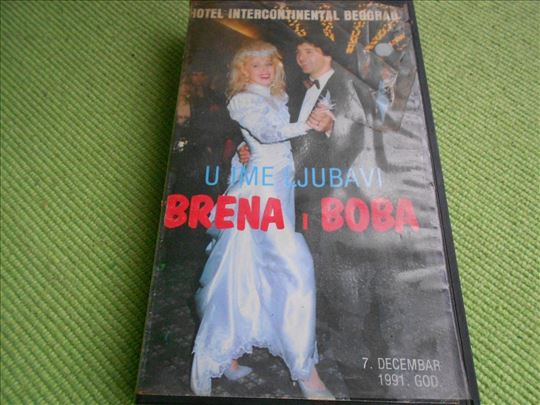 HOTEL INTERCONTINENTAL BEOGRAD
U IME LJUBAVI
BRENA I BOBA
7. DECEMBAR
1991. GOD.